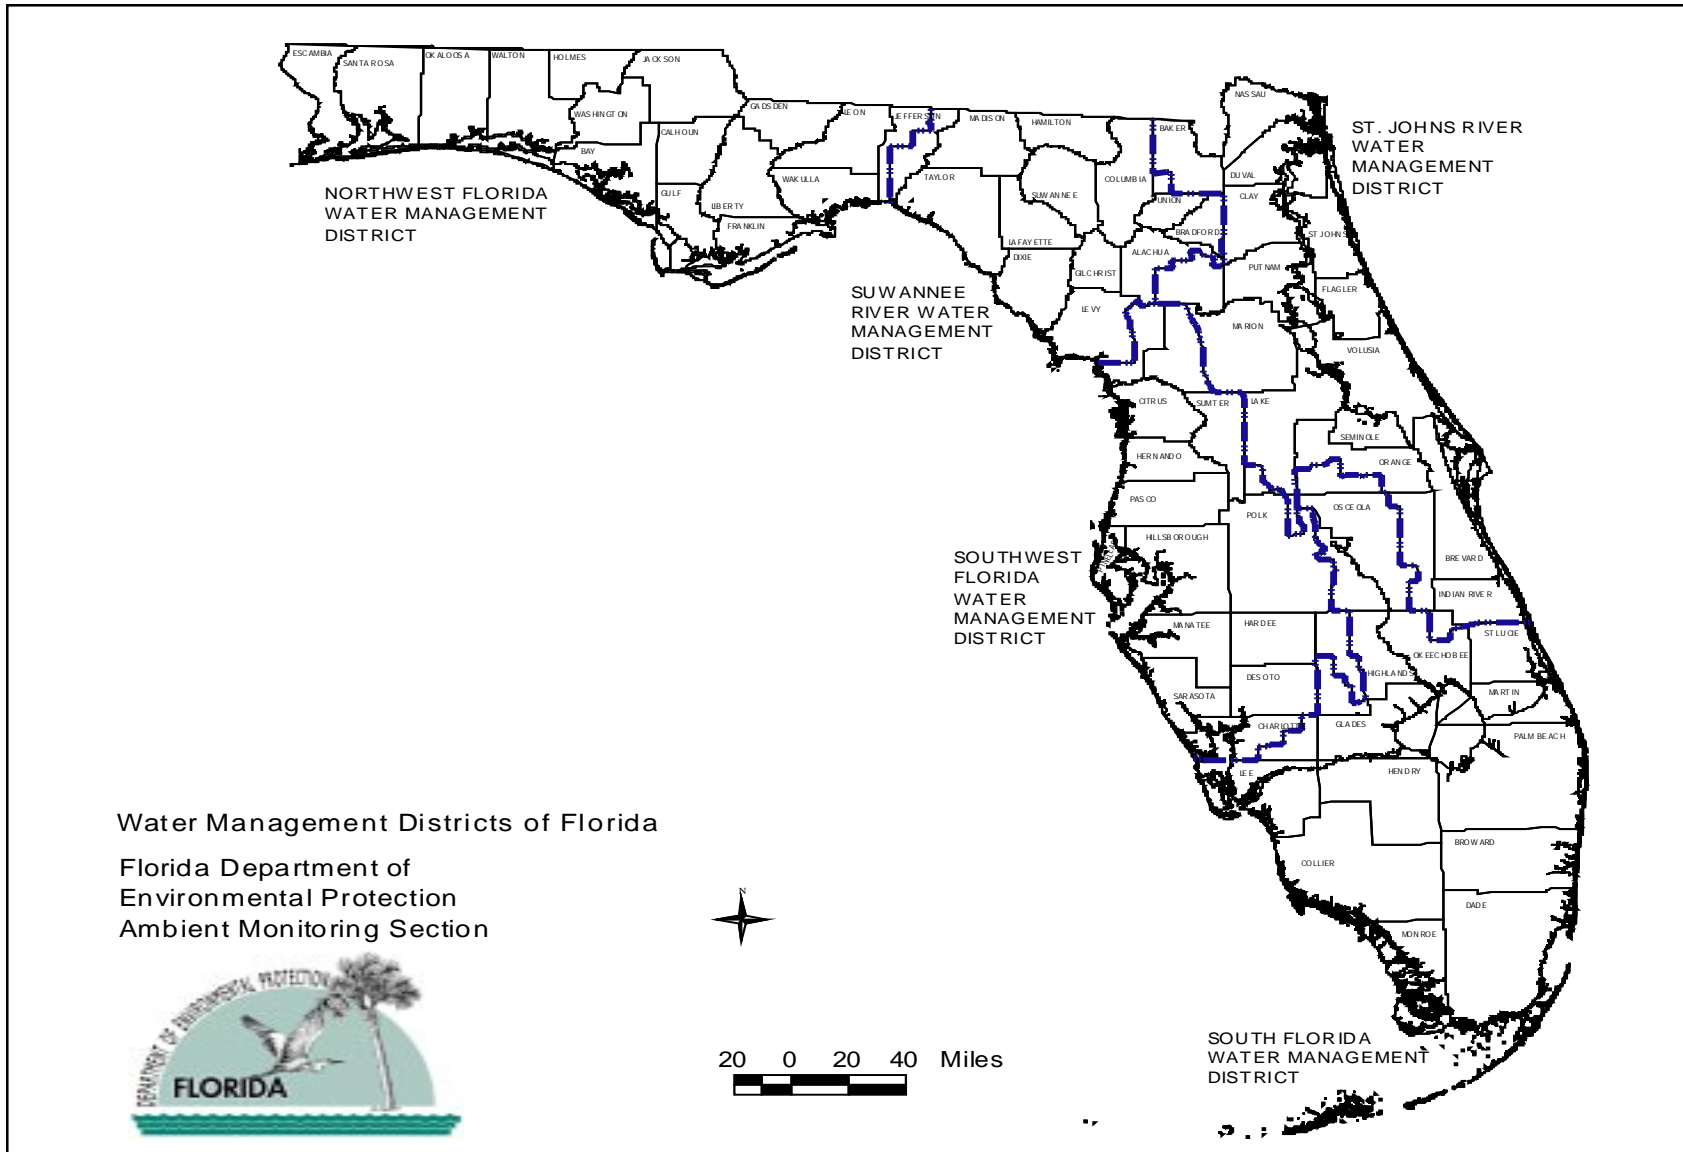 ESCAMBIA
SANTA ROSA
OKALOOSA
WALTON
HOLMES
JACKSON
WASHINGTON
BAY
CALHOUN
GULF
GADSDEN
LIBERTY
FRANKLIN
LEON
WAKULLA
JEFFERSON
MADISON
TAYLOR
HAMILTON
SUWANNEE
LAFAYETTE
DIXIE
COLUMBIA
BAKER
NASSAU
DUVAL
CLAY
UNION
BRADFORD
ST JOHNS
ALACHUA
GILCHRIST
PUTNAM
FLAGLER
LEVY
MARION
VOLUSIA
CITRUS
SUMTER
LAKE
SEMINOLE
ORANGE
HERNANDO
PASCO
POLK
OSCEOLA
HILLSBOROUGH
BREVARD
INDIAN RIVER
MANATEE
HARDEE
ST LUCIE
OKEECHOBEE
HIGHLANDS
DESOTO
SARASOTA
MARTIN
CHARLOTT
GLADES
PALM BEACH
LEE
HENDRY
BROWARD
COLLIER
DADE
MONROE
NORTHWEST FLORIDA
WATER MANAGEMENT
DISTRICT
ST. JOHNS RIVER
WATER
MANAGEMENT
DISTRICT
SUWANNEE
RIVER WATER
MANAGEMENT
DISTRICT
SOUTHWEST
FLORIDA
WATER
MANAGEMENT
DISTRICT
SOUTH FLORIDA
WATER MANAGEMENT
DISTRICT
Water Management Districts of Florida
Florida Department of
Environmental Protection
Ambient Monitoring Section
N
DEPARTMENT OF ENVIRONMENTAL PROTECTION
FLORIDA
20 0 20 40 Miles